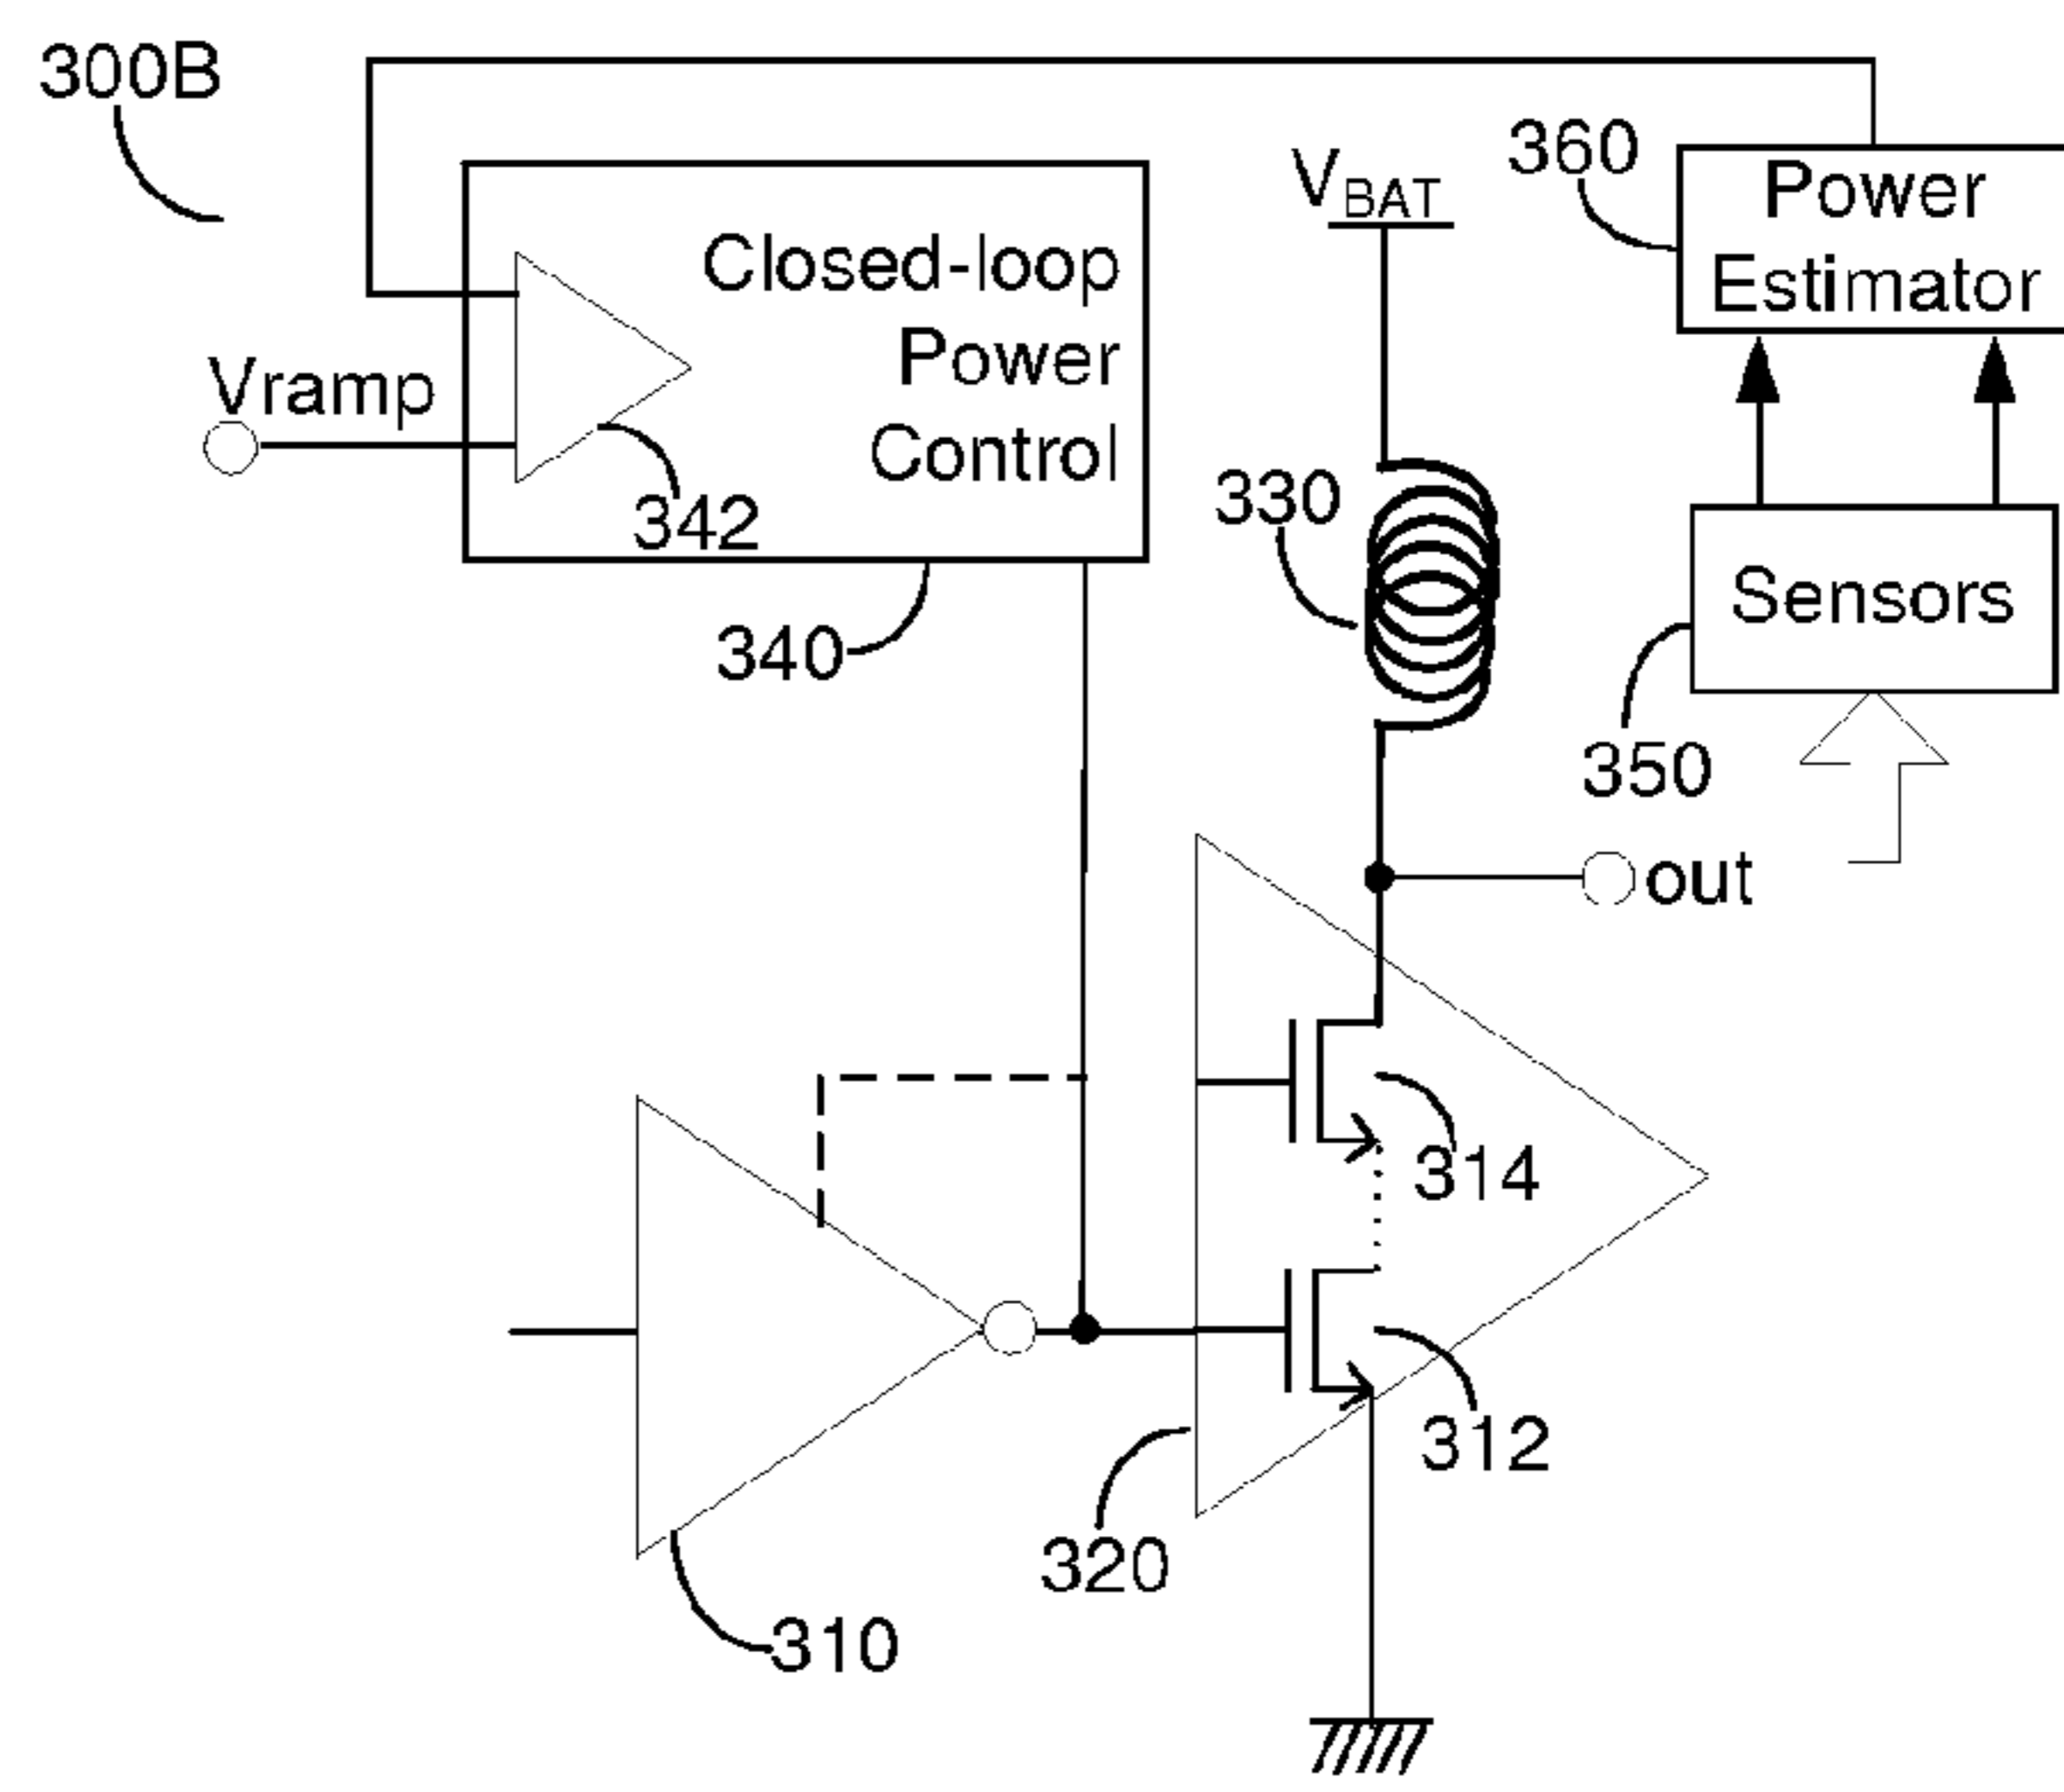 300B
Closed-loop
Power
Control
Vramp
342
340
VBAT
360
Power
Estimator
330
Sensors
350
out
314
312
320
310